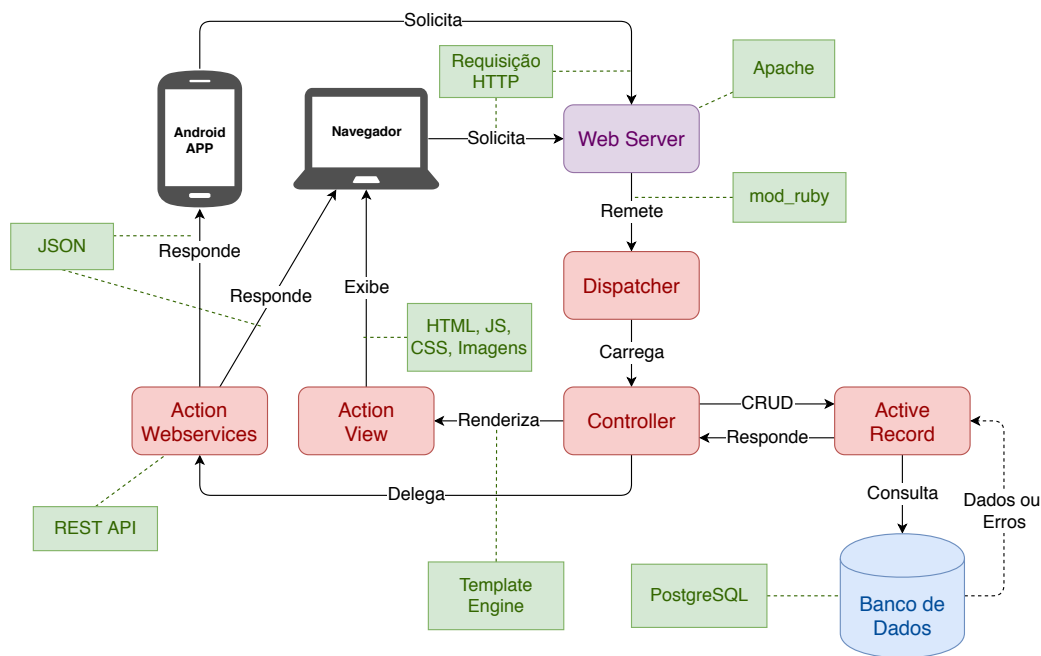 Solicita
Requisição
HTTP
Apache
Android
APP
Navegador
Solicita
Web Server
mod_ruby
Remete
JSON
Responde
Dispatcher
Responde
Exibe
HTML, JS,
CSS, Imagens
Carrega
Action
Webservices
Action
View
Renderiza
Controller
CRUD
Responde
Active
Record
Delega
Consulta
Dados ou
Erros
REST API
Template
Engine
PostgreSQL
Banco de
Dados